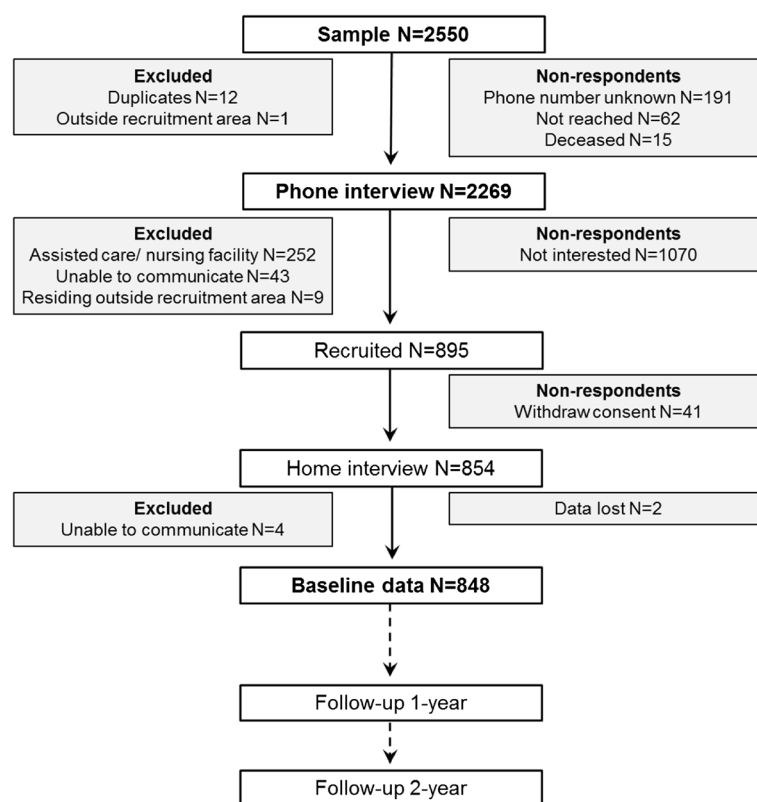 Sample N=2550
Excluded
Duplicates N=12
Outside recruitment area N=1
Non-respondents
Phone number unknown N=191
Not reached N=62
Deceased N=15
Phone interview N=2269
Excluded
Assisted care/ nursing facility N=252
Unable to communicate N=43
Residing outside recruitment area N=9
Non-respondents
Not interested N=1070
Recruited N=895
Non-respondents
Withdraw consent N=41
Home interview N=854
Excluded
Unable to communicate N=4
Data lost N=2
Baseline data N=848
Follow-up 1-year
Follow-up 2-year